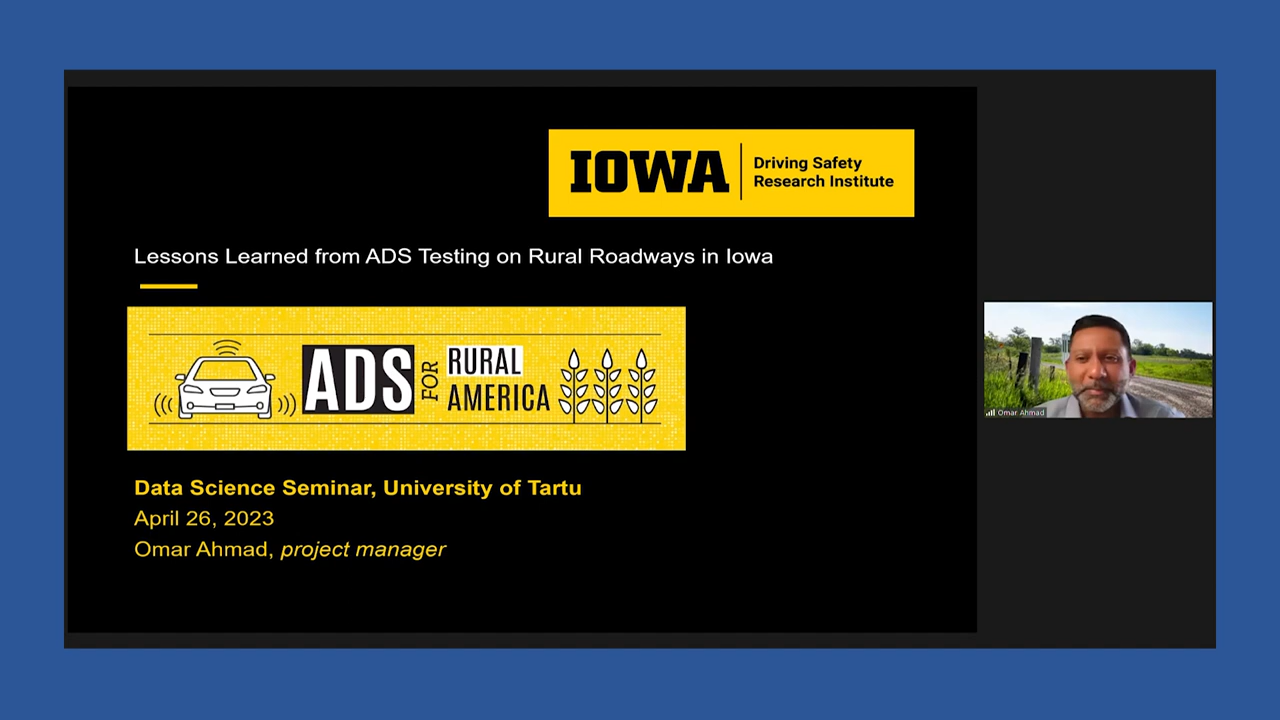 IOWA
Driving Safety
Research Institute
Lessons Learned from ADS Testing on Rural Roadways in Iowa
ADS FOR RURAL AMERICA
Data Science Seminar, University of Tartu
April 26, 2023
Omar Ahmad, project manager
Omar Ahmad